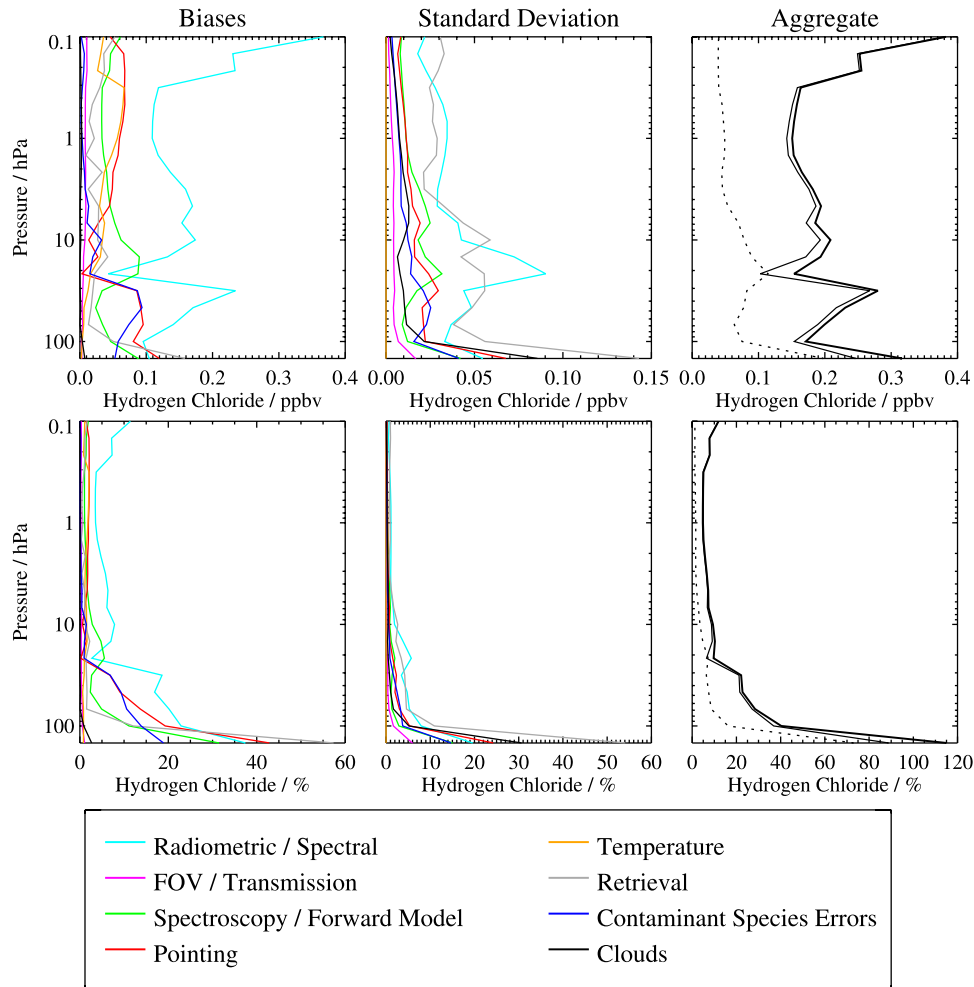 Biases
Standard Deviation
Aggregate
0.1
1
10
100
Pressure / hPa
0.0 0.1 0.2 0.3 0.4
Hydrogen Chloride / ppbv
0.00 0.05 0.10 0.15
Hydrogen Chloride / ppbv
0.0 0.1 0.2 0.3 0.4
Hydrogen Chloride / ppbv
0.1
1
10
100
Pressure / hPa
0 20 40 60
Hydrogen Chloride / %
0 10 20 30 40 50 60
Hydrogen Chloride / %
0 20 40 60 80 100 120
Hydrogen Chloride / %
Radiometric / Spectral
FOV / Transmission
Spectroscopy / Forward Model
Pointing
Temperature
Retrieval
Contaminant Species Errors
Clouds